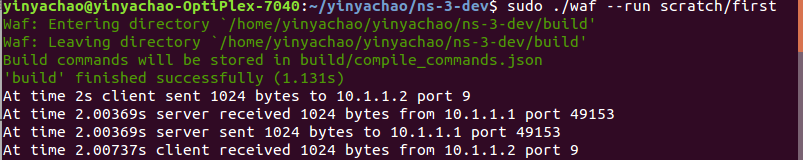 yinyachao@yinyachao-OptiPlex-7040:~/yinyachao/ns-3-dev$ sudo ./waf --run scratch/first
Waf: Entering directory `/home/yinyachao/yinyachao/ns-3-dev/build'
Waf: Leaving directory `/home/yinyachao/yinyachao/ns-3-dev/build'
Build commands will be stored in build/compile_commands.json
'build' finished successfully (1.131s)
At time 2s client sent 1024 bytes to 10.1.1.2 port 9
At time 2.00369s server received 1024 bytes from 10.1.1.1 port 49153
At time 2.00369s server sent 1024 bytes to 10.1.1.1 port 49153
At time 2.00737s client received 1024 bytes from 10.1.1.2 port 9